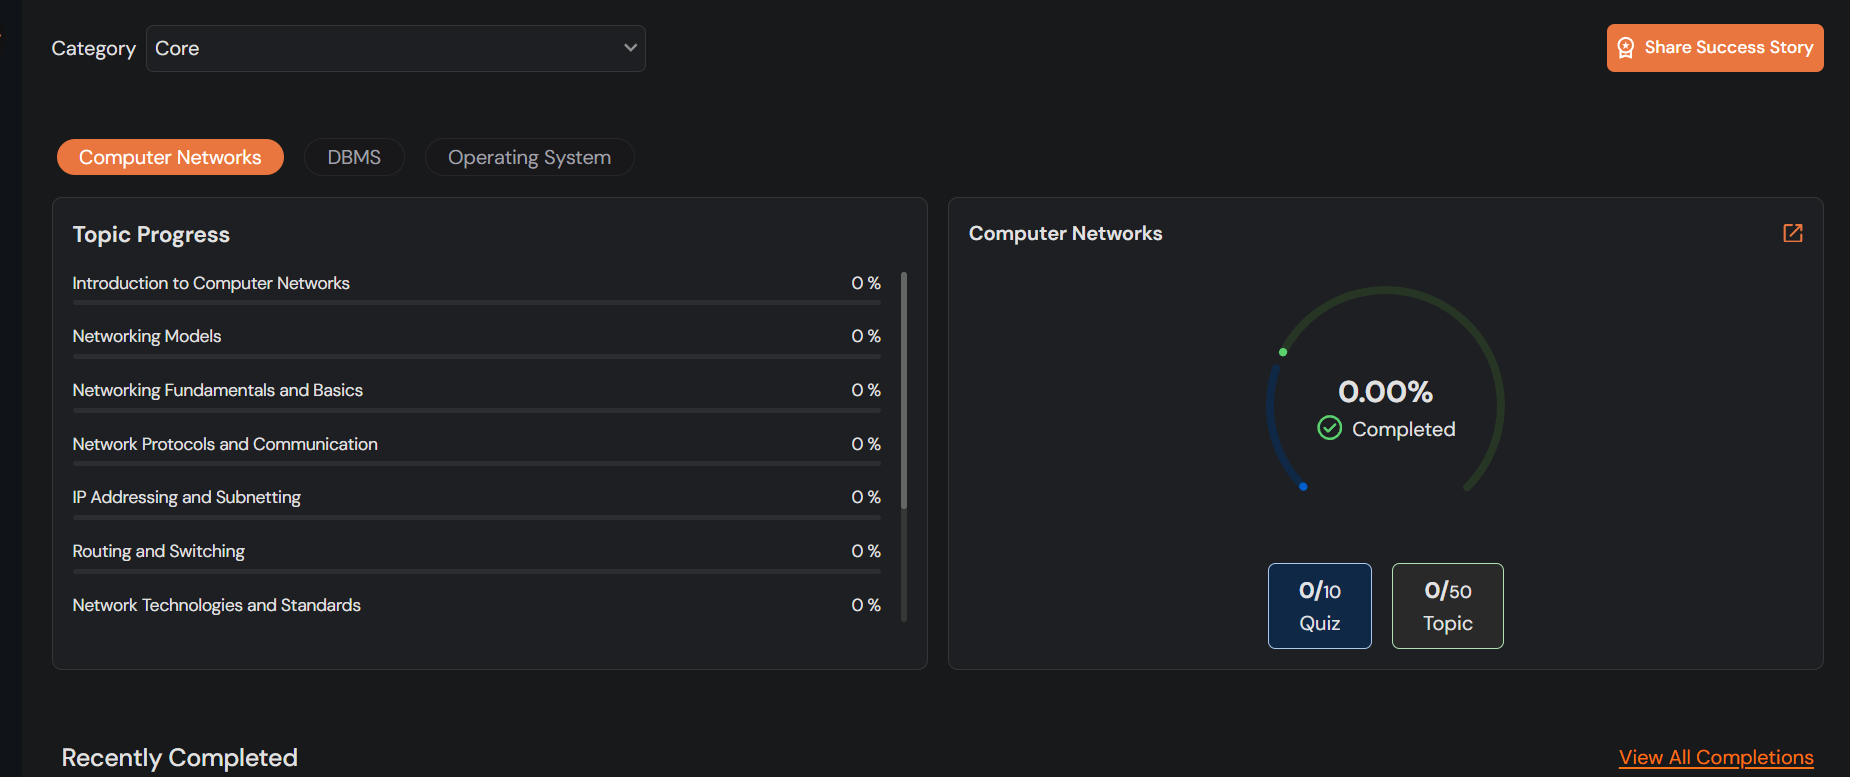 Category Core
Share Success Story
Computer Networks DBMS Operating System
Topic Progress
Introduction to Computer Networks 0 %
Networking Models 0 %
Networking Fundamentals and Basics 0 %
Network Protocols and Communication 0 %
IP Addressing and Subnetting 0 %
Routing and Switching 0 %
Network Technologies and Standards 0 %
Computer Networks
0.00%
Completed
0/10
Quiz
0/50
Topic
Recently Completed
View All Completions